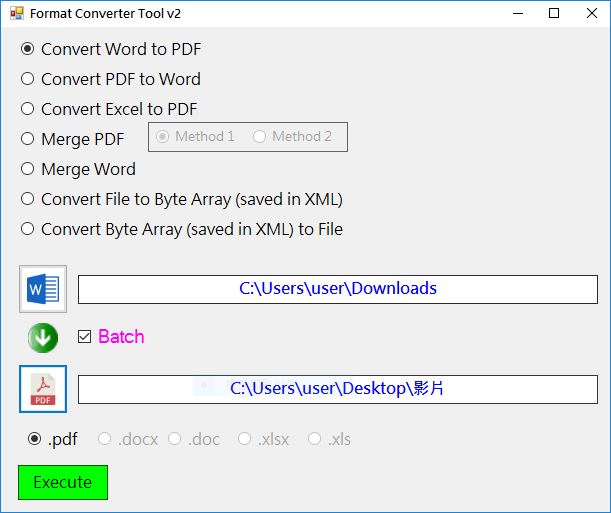 Format Converter Tool v2
Convert Word to PDF
Convert PDF to Word
Convert Excel to PDF
Merge PDF Method 1 Method 2
Merge Word
Convert File to Byte Array (saved in XML)
Convert Byte Array (saved in XML) to File
W C:\Users\user\Downloads
Batch
PDF C:\Users\user\Desktop\影片
.pdf .docx .doc .xlsx .xls
Execute